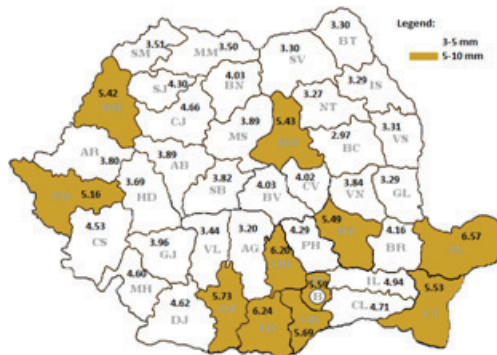 Legend:
3-5 mm
5-10 mm
3.30
BT
3.51
SM
3.50
MM
3.30
SV
5.42
4.30
SJ
4.03
BN
3.27
NT
3.29
IS
4.66
CJ
3.89
MS
5.43
2.97
BC
3.31
VS
AR
3.80
3.89
AB
5.16
3.69
HD
3.82
SB
4.03
BV
4.02
CV
3.84
VN
3.29
GL
4.53
CS
3.96
GJ
3.44
VL
3.20
AG
4.29
PH
5.49
4.16
BR
6.57
6.20
4.60
MH
4.62
DJ
5.73
6.24
5.59
B
5.69
IL
4.94
CL
4.71
5.53